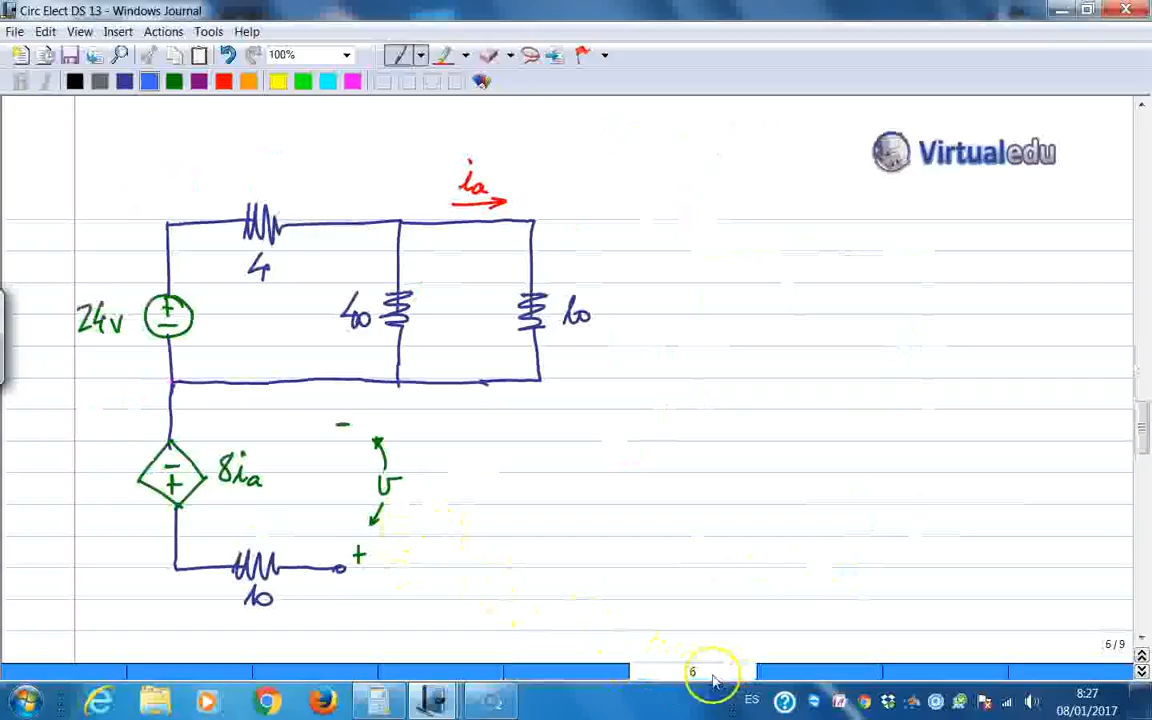 Circ Elect DS 13 - Windows Journal
File Edit View Insert Actions Tools Help
100%
Virtualedu
ia
4
24v
40
10
-
8ia
v
+
10
6 / 9
6
ES
8:27
08/01/2017